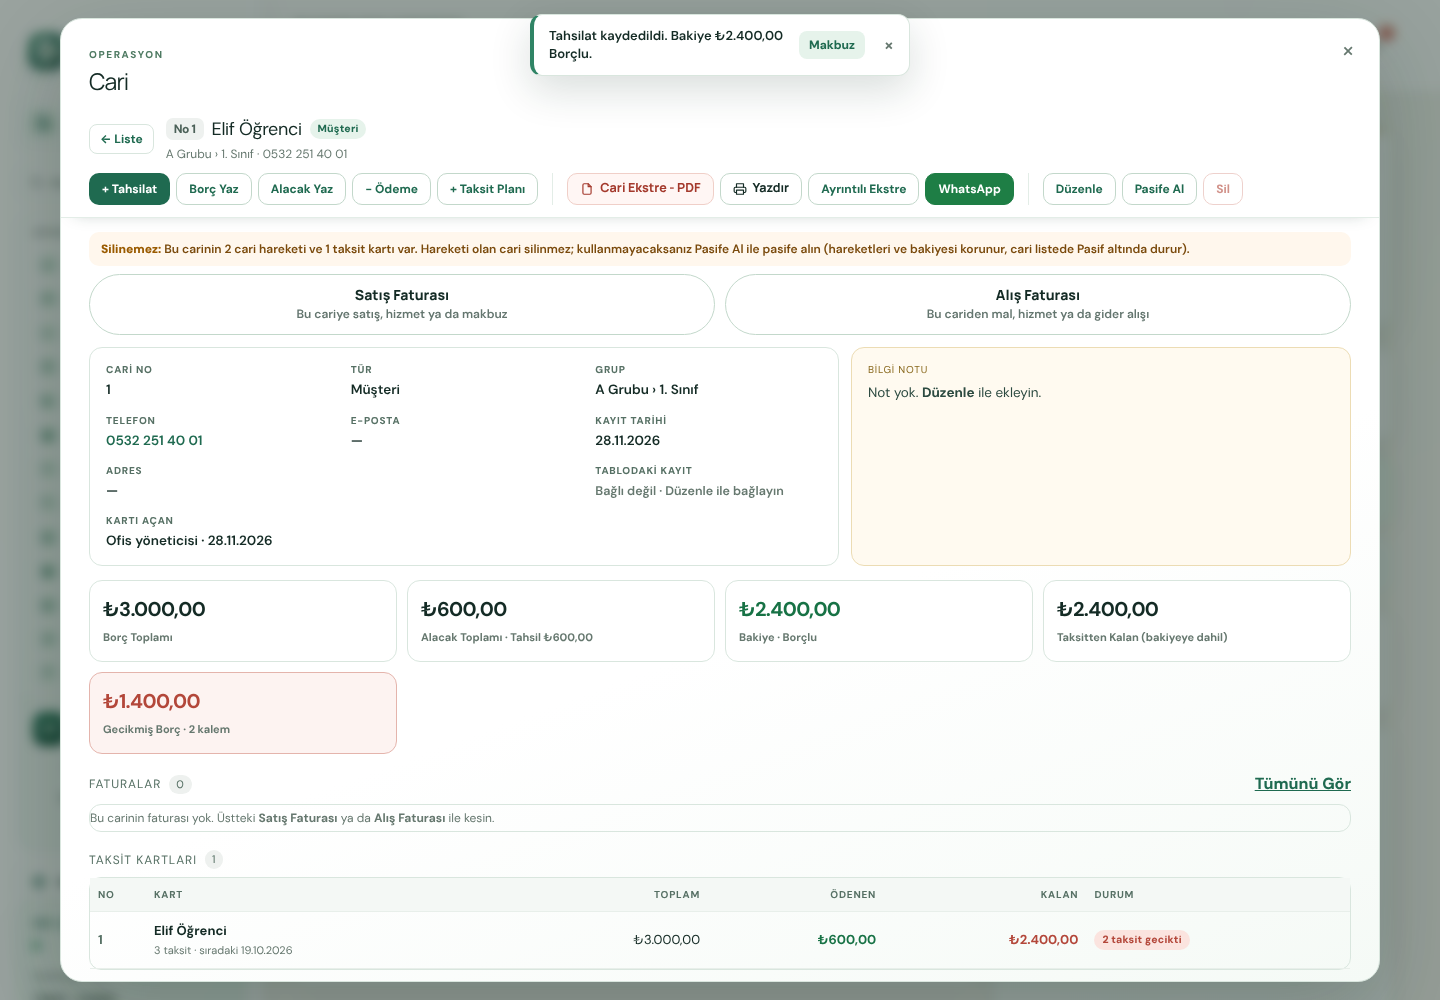 Tahsilat kaydedildi. Bakiye ₺2.400,00
Borçlu.
Makbuz
×
OPERASYON
Cari
×
← Liste
No 1
Elif Öğrenci
Müşteri
A Grubu › 1. Sınıf · 0532 251 40 01
+ Tahsilat
Borç Yaz
Alacak Yaz
− Ödeme
+ Taksit Planı
Cari Ekstre - PDF
Yazdır
Ayrıntılı Ekstre
WhatsApp
Düzenle
Pasife Al
Sil
Silinemez: Bu carinin 2 cari hareketi ve 1 taksit kartı var. Hareketi olan cari silinmez; kullanmayacaksanız Pasife Al ile pasife alın (hareketleri ve bakiyesi korunur, cari listede Pasif altında durur).
Satış Faturası
Bu cariye satış, hizmet ya da makbuz
Alış Faturası
Bu cariden mal, hizmet ya da gider alışı
CARİ NO
TÜR
GRUP
1
Müşteri
A Grubu › 1. Sınıf
TELEFON
E-POSTA
KAYIT TARİHİ
0532 251 40 01
—
28.11.2026
ADRES
TABLODAKİ KAYIT
—
Bağlı değil · Düzenle ile bağlayın
KARTI AÇAN
Ofis yöneticisi · 28.11.2026
BİLGİ NOTU
Not yok. Düzenle ile ekleyin.
₺3.000,00
Borç Toplamı
₺600,00
Alacak Toplamı · Tahsil ₺600,00
₺2.400,00
Bakiye · Borçlu
₺2.400,00
Taksitten Kalan (bakiyeye dahil)
₺1.400,00
Gecikmiş Borç · 2 kalem
FATURALAR 0
Tümünü Gör
Bu carinin faturası yok. Üstteki Satış Faturası ya da Alış Faturası ile kesin.
TAKSİT KARTLARI 1
NO KART TOPLAM ÖDENEN KALAN DURUM
1
Elif Öğrenci
3 taksit · sıradaki 19.10.2026
₺3.000,00
₺600,00
₺2.400,00
2 taksit gecikti